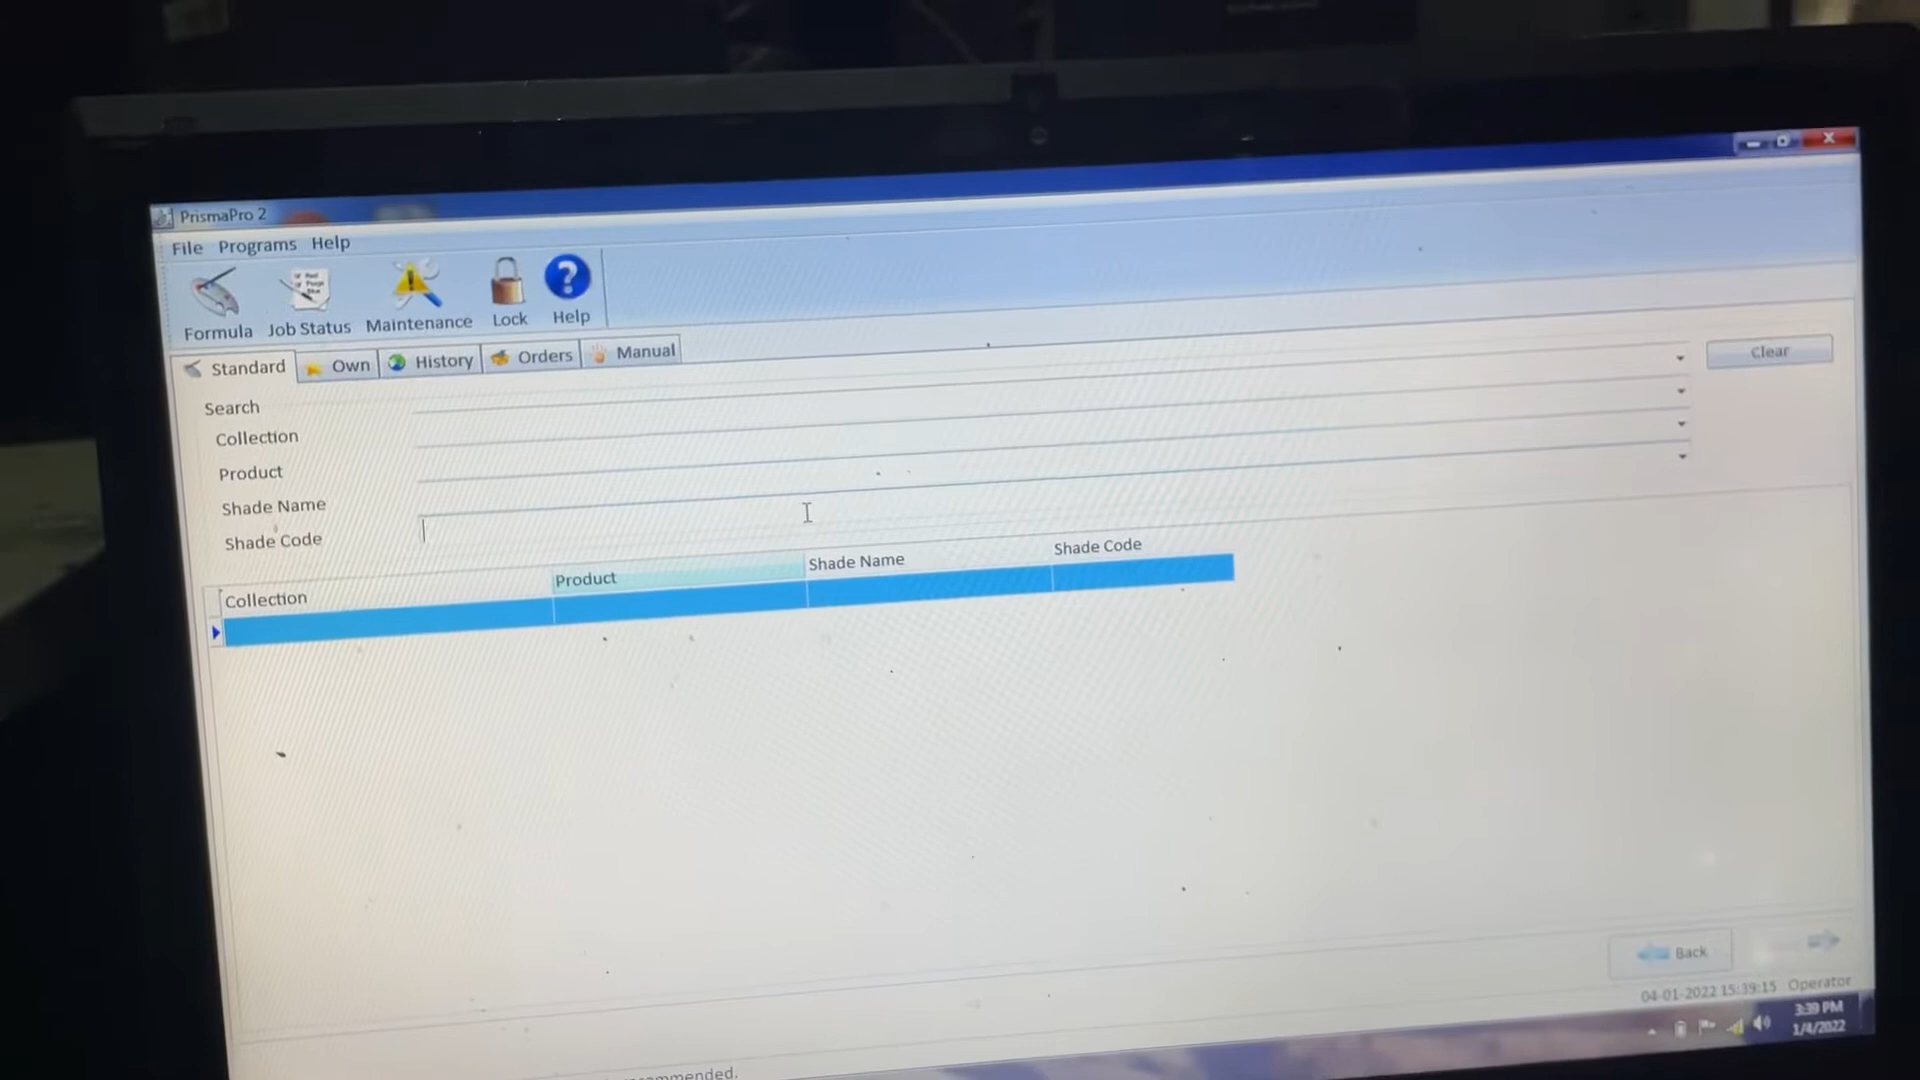 PrismaPro 2
File Programs Help
Formula Job Status Maintenance Lock Help
Standard Own History Orders Manual
Clear
Search
Collection
Product
Shade Name
Shade Code
Collection Product Shade Name Shade Code
Back
04-01-2022 15:39:15 Operator
3:39 PM
1/4/2022